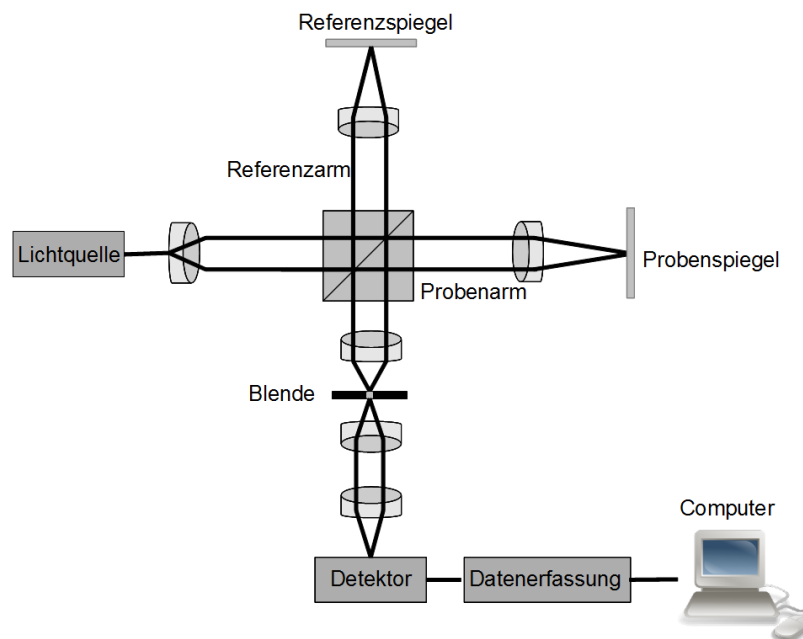 Referenzspiegel
Referenzarm
Lichtquelle
Probenspiegel
Probenarm
Blende
Computer
Detektor
Datenerfassung